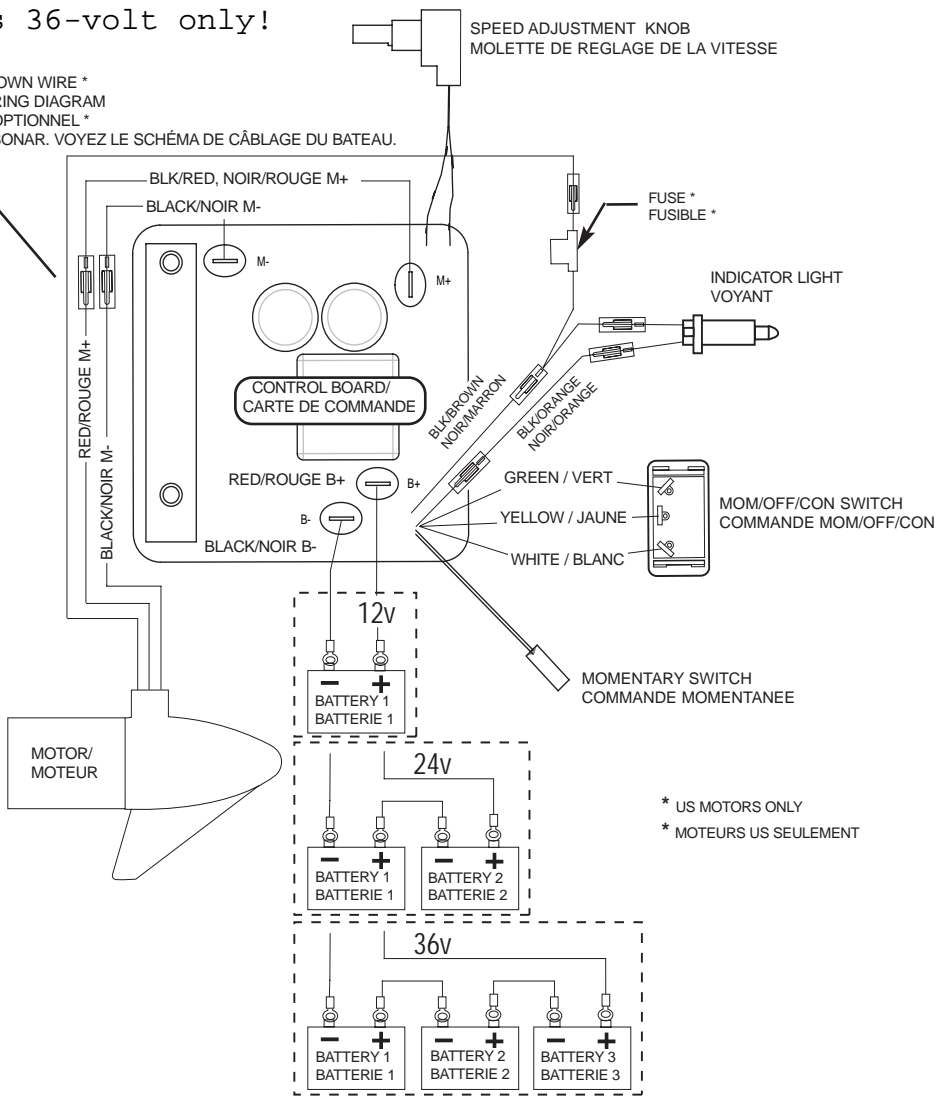 36-volt only!
SPEED ADJUSTMENT KNOB
MOLETTE DE REGLAGE DE LA VITESSE
WIRE *
DIAGRAM
OPTIONNEL *
SONAR. VOYEZ LE SCHÉMA DE CÂBLAGE DU BATEAU.
BLK/RED, NOIR/ROUGE M+
BLACK/NOIR M-
FUSE *
FUSIBLE *
M-
M+
INDICATOR LIGHT
VOYANT
RED/ROUGE M+
BLACK/NOIR M-
CONTROL BOARD/
CARTE DE COMMANDE
BLK/BROWN
NOIR/MARRON
BLK/ORANGE
NOIR/ORANGE
RED/ROUGE B+
B+
B-
BLACK/NOIR B-
GREEN / VERT
YELLOW / JAUNE
WHITE / BLANC
MOM/OFF/CON SWITCH
COMMANDE MOM/OFF/CON
12v
BATTERY 1
BATTERIE 1
MOMENTARY SWITCH
COMMANDE MOMENTANEE
MOTOR/
MOTEUR
24v
BATTERY 1
BATTERIE 1
BATTERY 2
BATTERIE 2
* US MOTORS ONLY
* MOTEURS US SEULEMENT
36v
BATTERY 1
BATTERIE 1
BATTERY 2
BATTERIE 2
BATTERY 3
BATTERIE 3